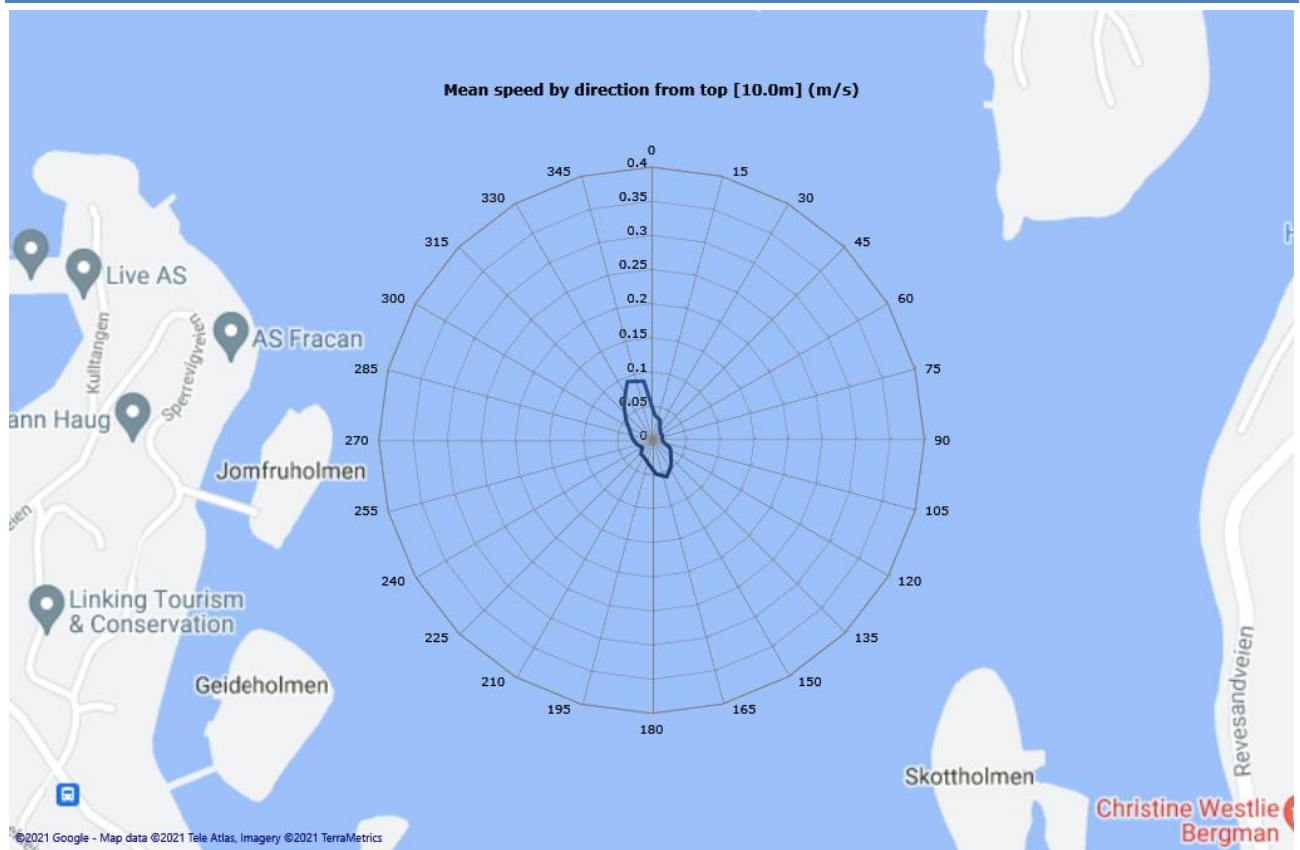 Mean speed by direction from top [10.0m] (m/s)
0
0.4
345
15
0.35
330
30
0.3
315
45
0.25
300
60
0.2
0.15
285
75
0.1
0.05
270
0
90
255
105
240
120
225
135
210
150
195
165
180
Live AS
Kulltangen
Sperrevigveien
AS Fracan
ann Haug
Jomfruholmen
eien
Linking Tourism
& Conservation
Geideholmen
Skottholmen
Revesandveien
Christine Westlie
Bergman
H
©2021 Google - Map data ©2021 Tele Atlas, Imagery ©2021 TerraMetrics